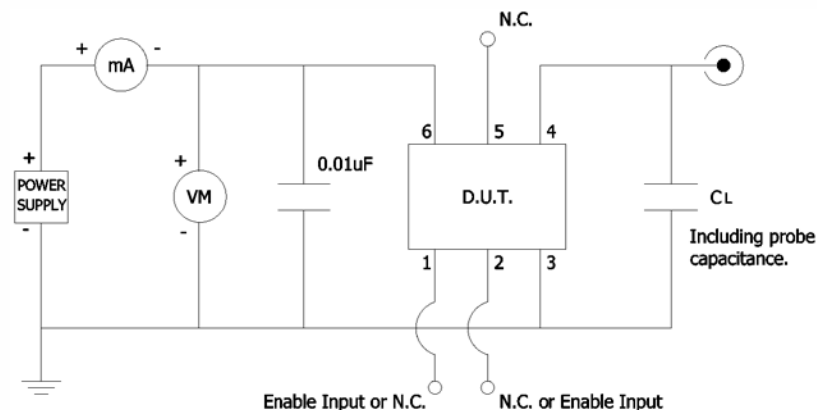 N.C.
+ mA -
6 5 4
+
POWER
SUPPLY
-
+
VM
-
0.01uF
D.U.T.
CL
Including probe
capacitance.
1 2 3
Enable Input or N.C.
N.C. or Enable Input